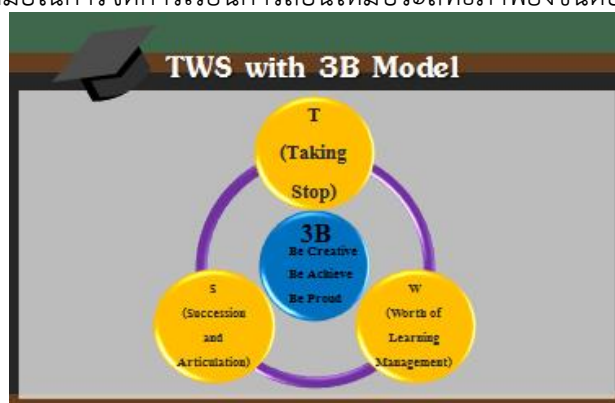 TWS with 3B Model
T
(Taking
Stop)
3B
Be Creative
Be Achieve
Be Proud
S
(Succession
and
Articulation)
W
(Worth of
Learning
Management)